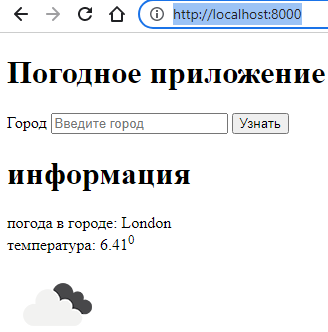 http://localhost:8000
Погодное приложение
Город Введите город Узнать
информация
погода в городе: London
температура: 6.41⁰